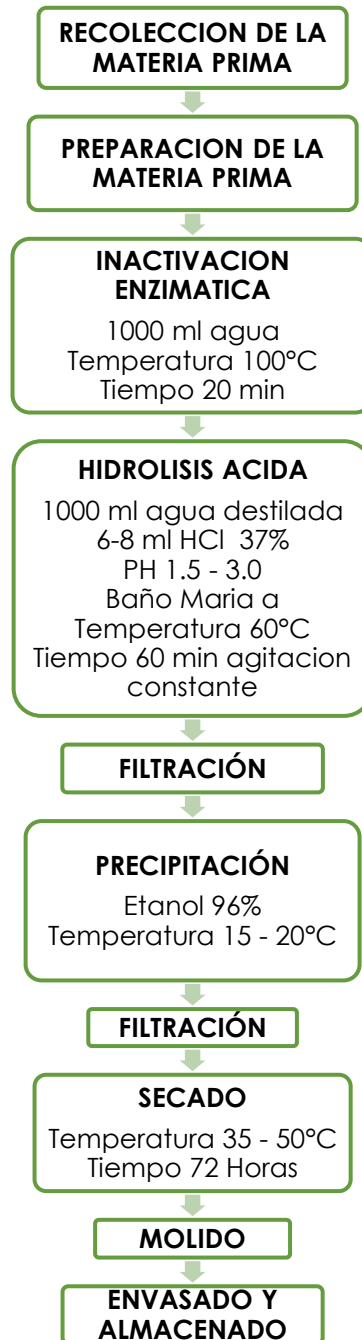 RECOLECCION DE LA
MATERIA PRIMA
PREPARACION DE LA
MATERIA PRIMA
INACTIVACION
ENZIMATICA
1000 ml agua
Temperatura 100°C
Tiempo 20 min
HIDROLISIS ACIDA
1000 ml agua destilada
6-8 ml HCl 37%
PH 1.5 - 3.0
Baño Maria a
Temperatura 60°C
Tiempo 60 min agitacion
constante
FILTRACIÓN
PRECIPITACIÓN
Etanol 96%
Temperatura 15 - 20°C
FILTRACIÓN
SECADO
Temperatura 35 - 50°C
Tiempo 72 Horas
MOLIDO
ENVASADO Y
ALMACENADO